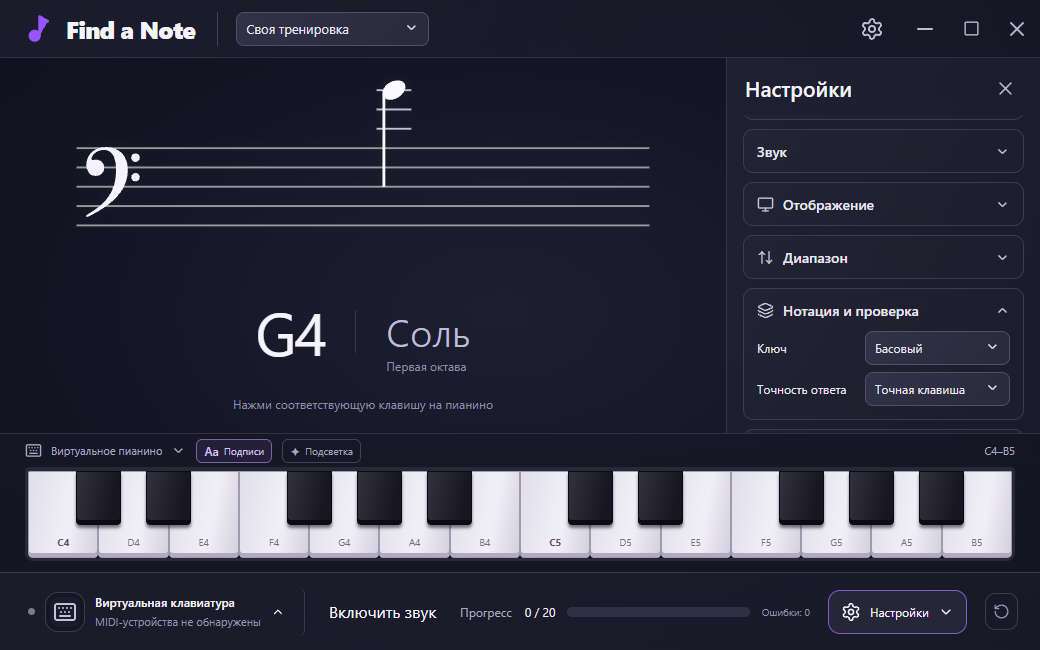 Find a Note
Своя тренировка
Настройки
Звук
Отображение
Диапазон
Нотация и проверка
Ключ
Басовый
Точность ответа
Точная клавиша
G4
Соль
Первая октава
Нажми соответствующую клавишу на пианино
Виртуальное пианино
Aa Подписи
Подсветка
C4–B5
C4 D4 E4 F4 G4 A4 B4 C5 D5 E5 F5 G5 A5 B5
Виртуальная клавиатура
MIDI-устройства не обнаружены
Включить звук
Прогресс 0 / 20
Ошибки: 0
Настройки